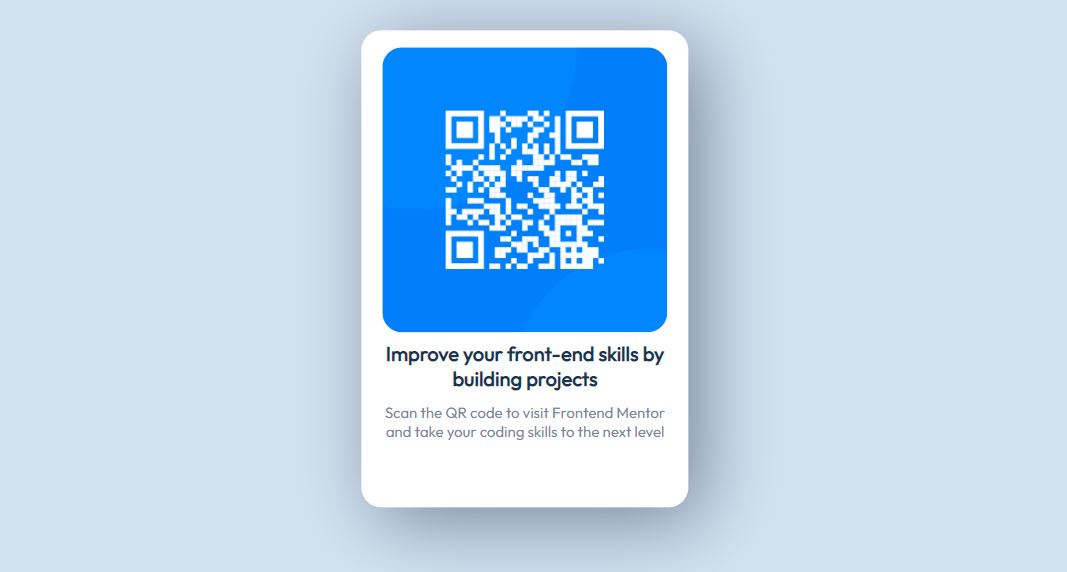 Improve your front-end skills by
building projects
Scan the QR code to visit Frontend Mentor
and take your coding skills to the next level